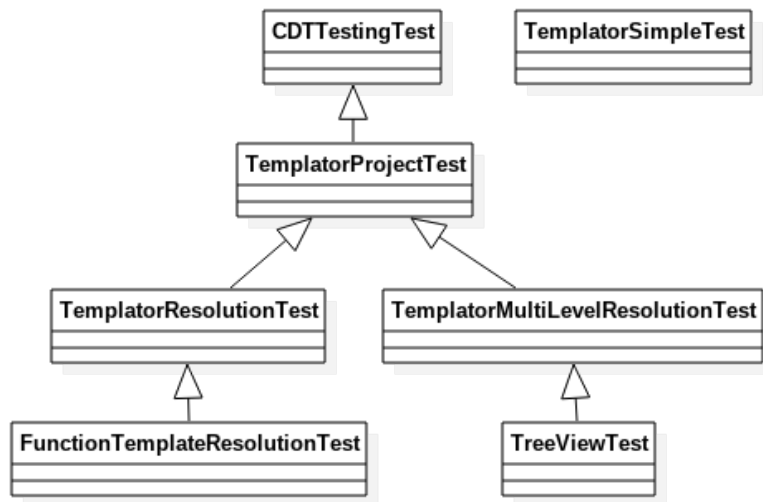 CDTTestingTest
TemplatorSimpleTest
TemplatorProjectTest
TemplatorResolutionTest
TemplatorMultiLevelResolutionTest
FunctionTemplateResolutionTest
TreeViewTest